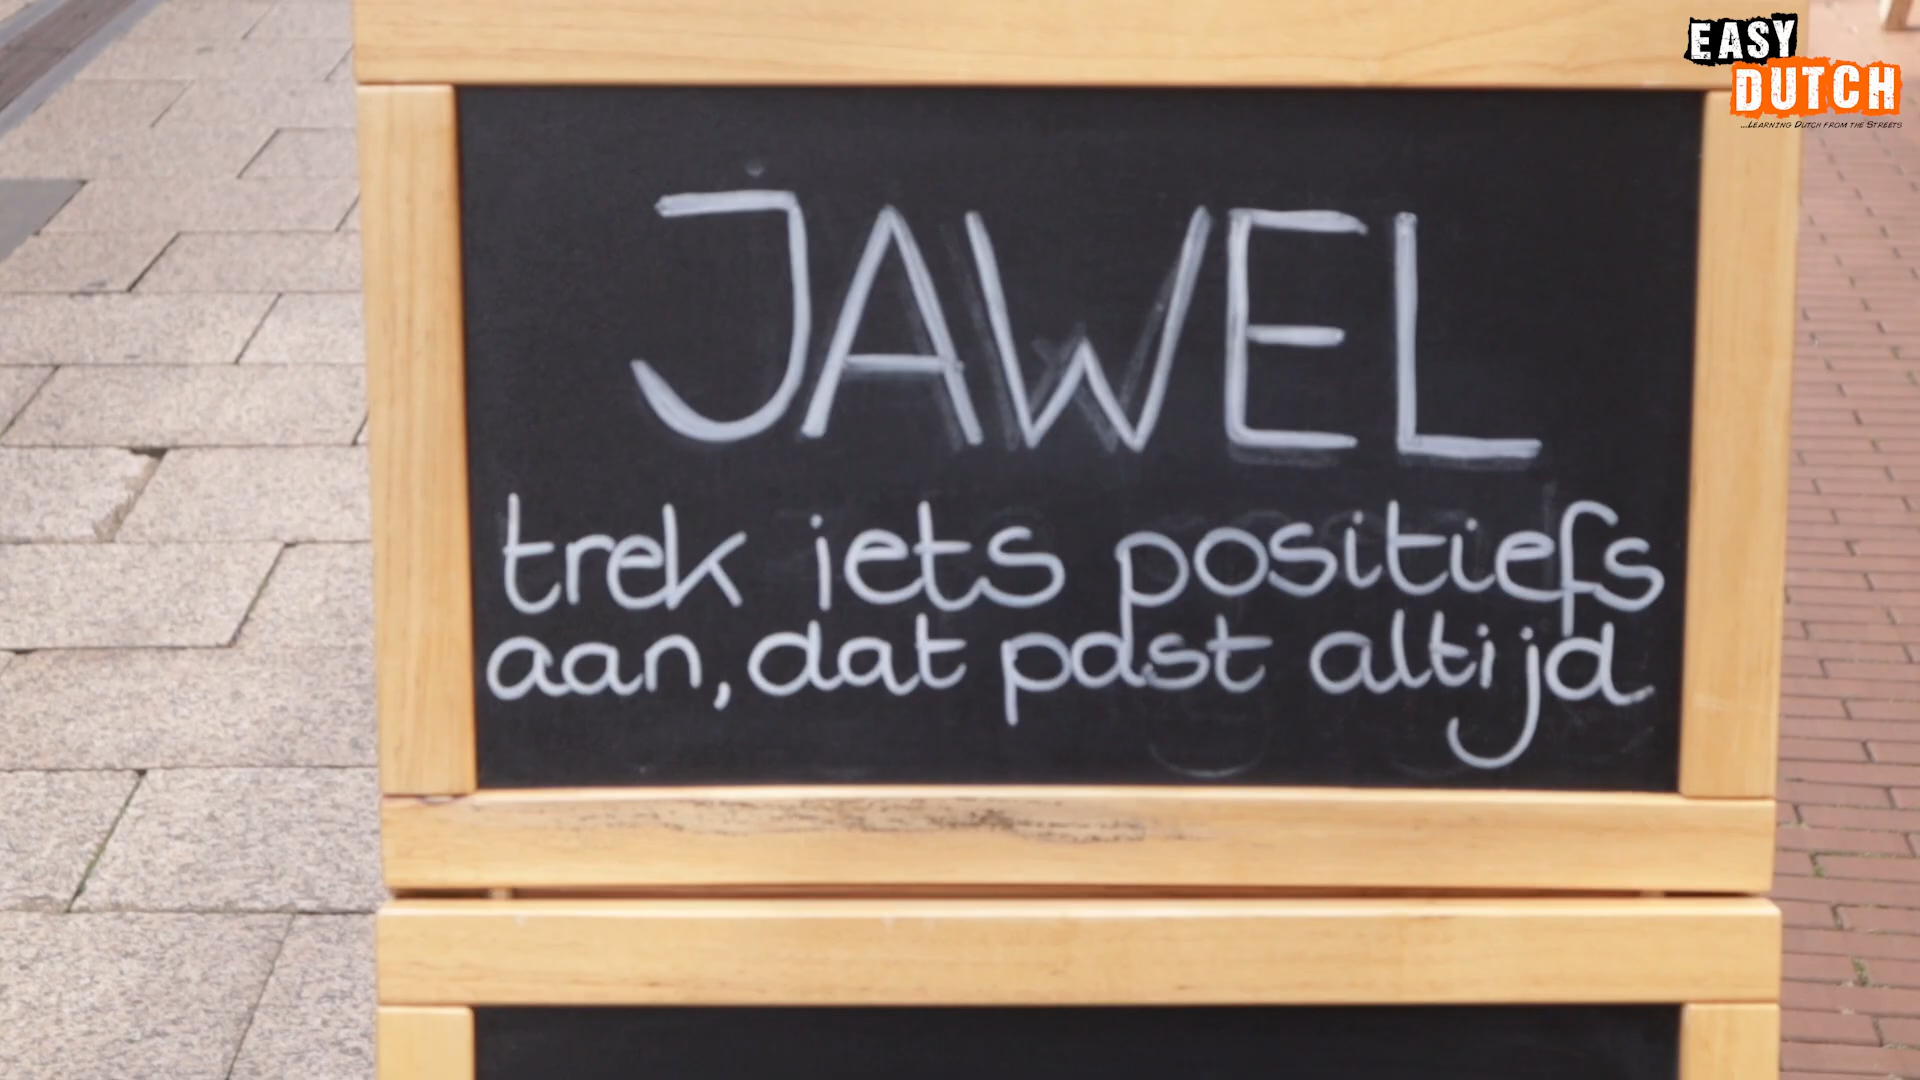 EASY
DUTCH
...LEARNING DUTCH FROM THE STREETS
JAWEL
trek iets positiefs
aan, dat past altijd